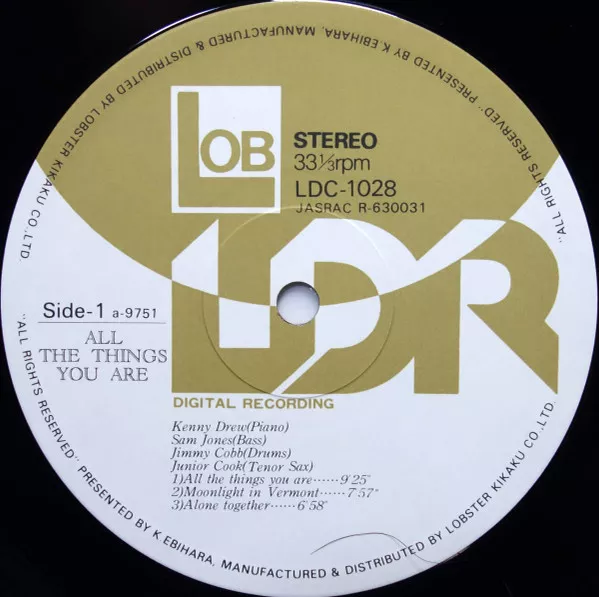 "ALL RIGHTS RESERVED" PRESENTED BY K.EBIHARA, MANUFACTURED & DISTRIBUTED BY LOBSTER KIKAKU CO.,LTD.
LOB
STEREO
33⅓rpm
LDC-1028
JASRAC R-630031
LDR
Side-1 a-9751
ALL
THE THINGS
YOU ARE
DIGITAL RECORDING
Kenny Drew(Piano)
Sam Jones(Bass)
Jimmy Cobb(Drums)
Junior Cook(Tenor Sax)
1)All the things you are······9′25″
2)Moonlight in Vermont······7′57″
3)Alone together······6′58″
"ALL RIGHTS RESERVED" PRESENTED BY K.EBIHARA, MANUFACTURED & DISTRIBUTED BY LOBSTER KIKAKU CO.,LTD.